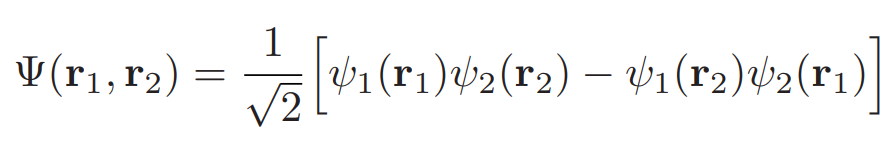 Ψ(r₁, r₂) = 1/√2 [ψ₁(r₁)ψ₂(r₂) − ψ₁(r₂)ψ₂(r₁)]